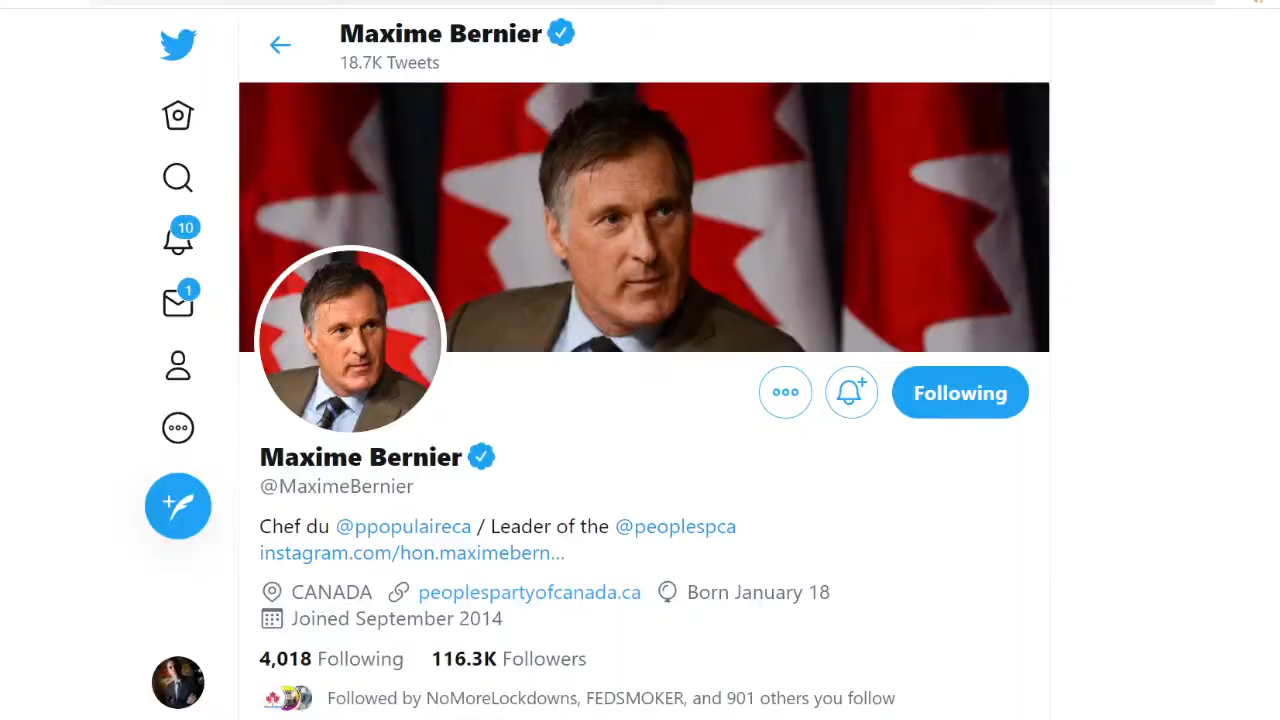 Maxime Bernier
18.7K Tweets
10
1
Following
Maxime Bernier
@MaximeBernier
Chef du @ppopulaireca / Leader of the @peoplespca
instagram.com/hon.maximebern...
CANADA peoplespartyofcanada.ca Born January 18
Joined September 2014
4,018 Following 116.3K Followers
Followed by NoMoreLockdowns, FEDSMOKER, and 901 others you follow